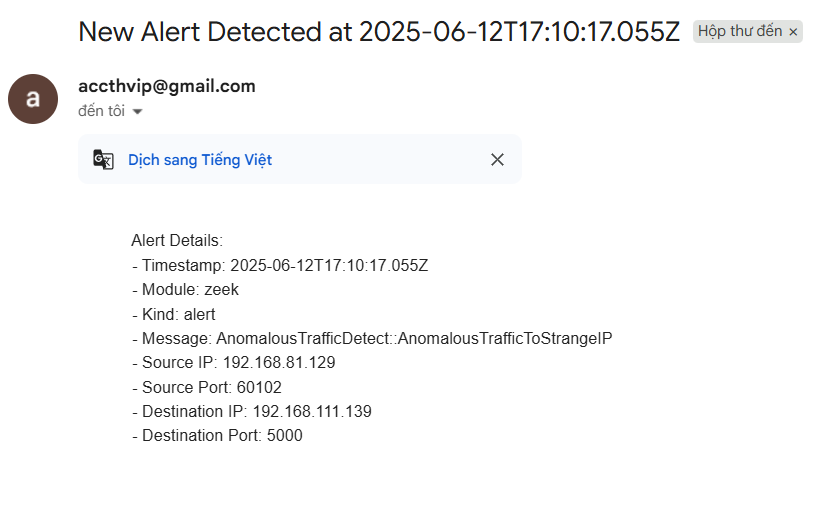 New Alert Detected at 2025-06-12T17:10:17.055Z Hộp thư đến ×
a
accthvip@gmail.com
đến tôi
Dịch sang Tiếng Việt
Alert Details:
- Timestamp: 2025-06-12T17:10:17.055Z
- Module: zeek
- Kind: alert
- Message: AnomalousTrafficDetect::AnomalousTrafficToStrangeIP
- Source IP: 192.168.81.129
- Source Port: 60102
- Destination IP: 192.168.111.139
- Destination Port: 5000